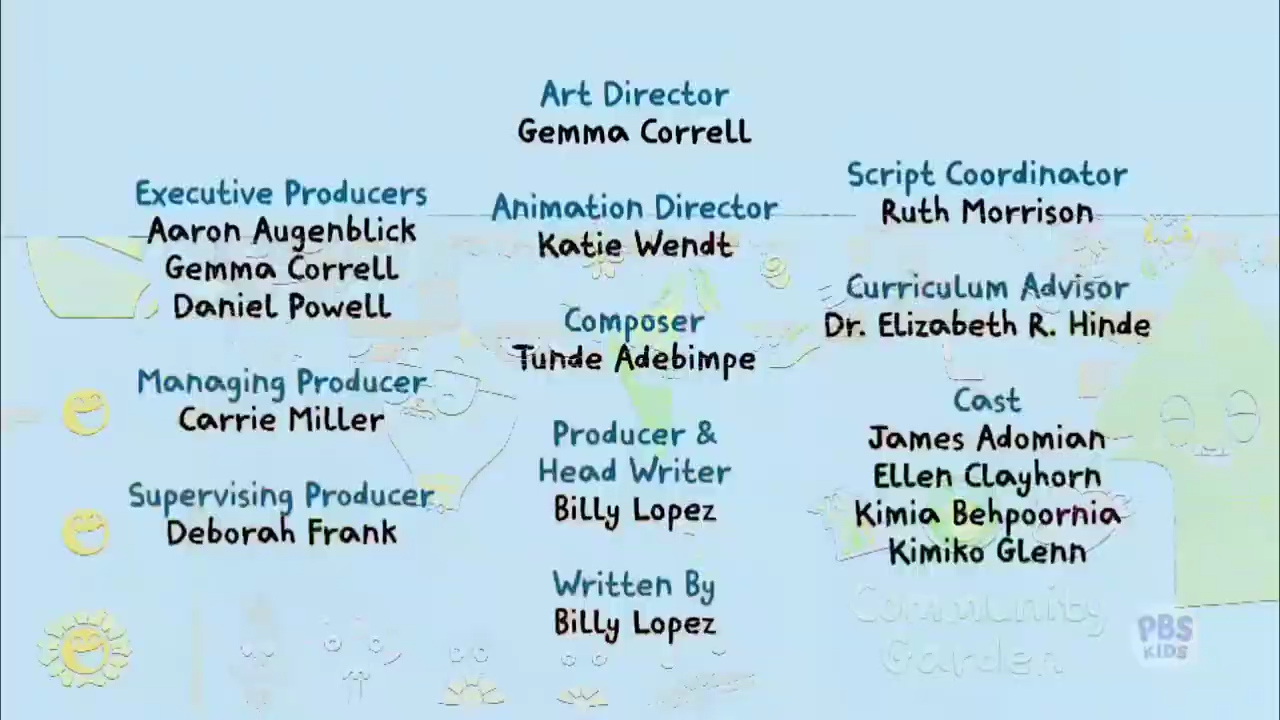 Executive Producers
Aaron Augenblick
Gemma Correll
Daniel Powell
Managing Producer
Carrie Miller
Supervising Producer
Deborah Frank
Art Director
Gemma Correll
Animation Director
Katie Wendt
Composer
Tunde Adebimpe
Producer &
Head Writer
Billy Lopez
Written By
Billy Lopez
Script Coordinator
Ruth Morrison
Curriculum Advisor
Dr. Elizabeth R. Hinde
Cast
James Adomian
Ellen Clayhorn
Kimia Behpoornia
Kimiko Glenn
Community
Garden
PBS
KIDS